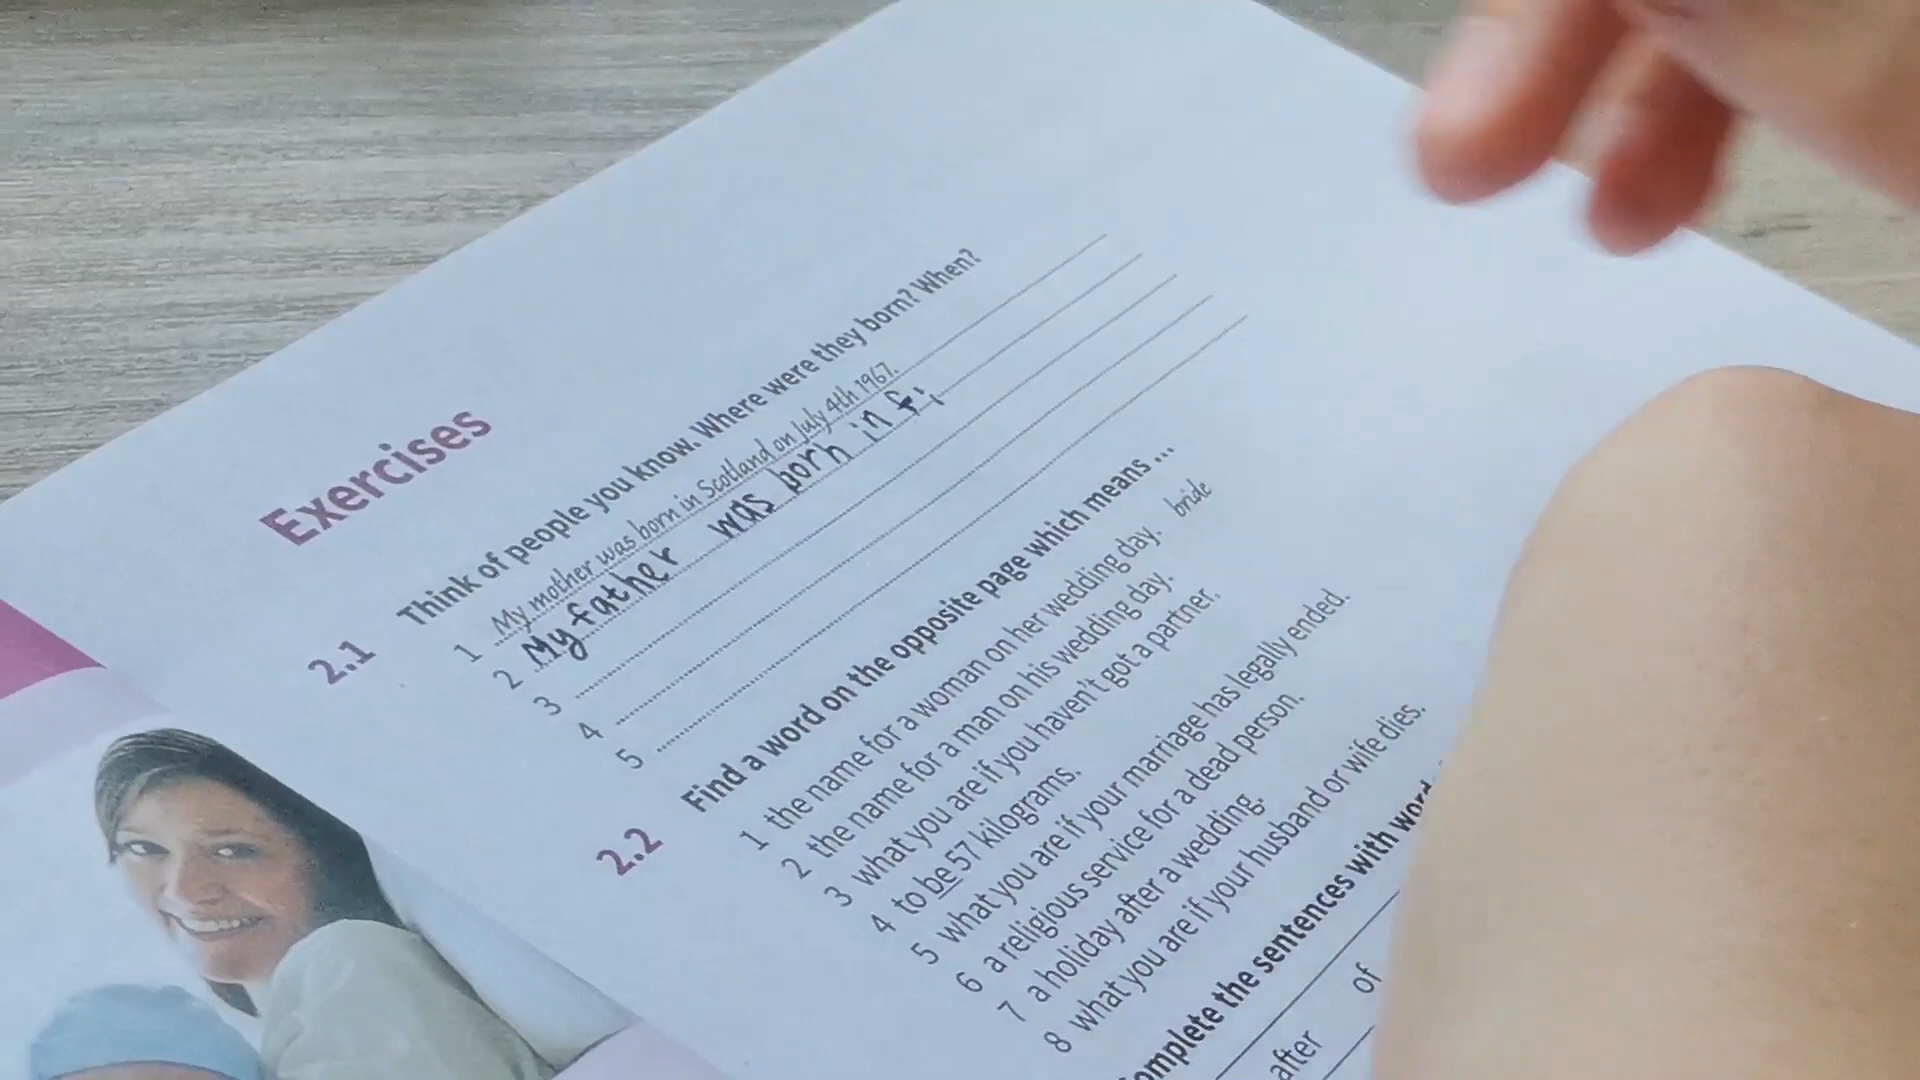 Exercises
2.1 Think of people you know. Where were they born? When?
1 My mother was born in Scotland on July 4th 1967.
2 My father was born in
3
4
5
2.2 Find a word on the opposite page which means ...
1 the name for a woman on her wedding day. bride
2 the name for a man on his wedding day.
3 what you are if you haven't got a partner.
4 to be 57 kilograms.
5 what you are if your marriage has legally ended.
6 a religious service for a dead person.
7 a holiday after a wedding.
8 what you are if your husband or wife dies.
the sentences with
of
after